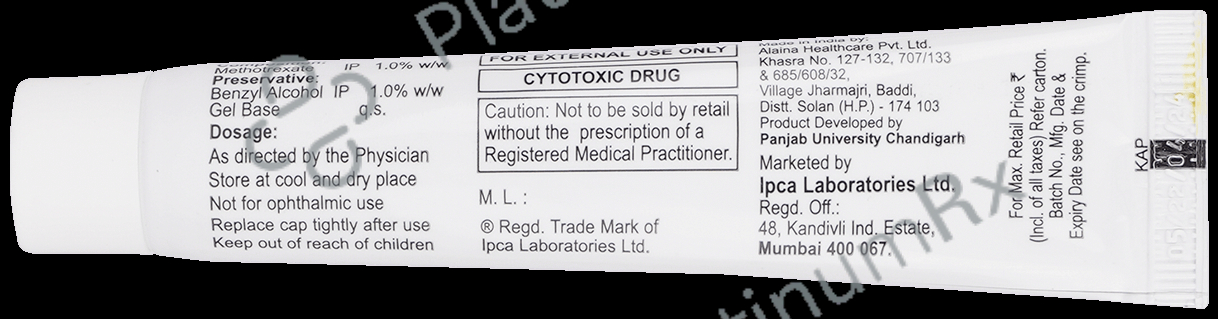 Methotrexate IP 1.0% w/w
Preservative:
Benzyl Alcohol IP 1.0% w/w
Gel Base q.s.
Dosage:
As directed by the Physician
Store at cool and dry place
Not for ophthalmic use
Replace cap tightly after use
Keep out of reach of children
FOR EXTERNAL USE ONLY
CYTOTOXIC DRUG
Caution: Not to be sold by retail
without the prescription of a
Registered Medical Practitioner.
M. L. :
® Regd. Trade Mark of
Ipca Laboratories Ltd.
Made in India by:
Alaina Healthcare Pvt. Ltd.
Khasra No. 127-132, 707/133
& 685/608/32,
Village Jharmajri, Baddi,
Distt. Solan (H.P.) - 174 103
Product Developed by
Panjab University Chandigarh
Marketed by
Ipca Laboratories Ltd.
Regd. Off.:
48, Kandivli Ind. Estate,
Mumbai 400 067.
For Max. Retail Price ₹
(Incl. of all taxes) Refer carton.
Batch No., Mfg. Date &
Expiry Date see on the crimp.
KAP
PlatinumRx